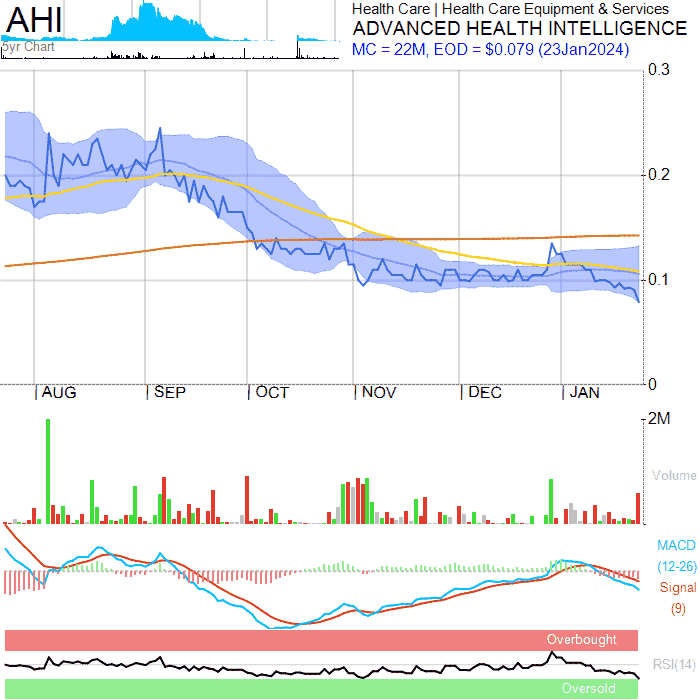 AHI
5yr Chart
Health Care | Health Care Equipment & Services
ADVANCED HEALTH INTELLIGENCE
MC = 22M, EOD = $0.079 (23Jan2024)
0.3
0.2
0.1
0
AUG SEP OCT NOV DEC JAN
2M
Volume
MACD
(12-26)
Signal
(9)
Overbought
RSI(14)
Oversold